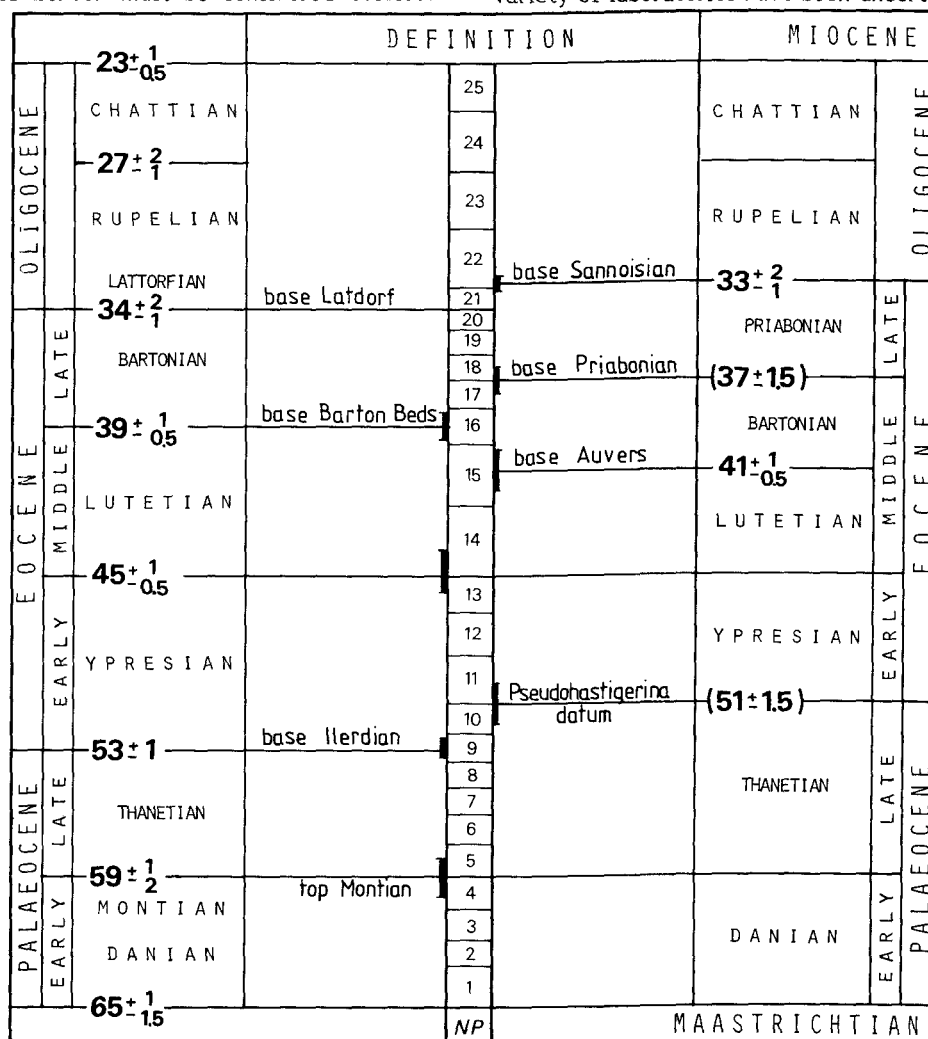 variety of laboratories have been
DEFINITION MIOCENE
23 + 1 - 0.5
25
CHATTIAN CHATTIAN
24
27 + 2 - 1
23
RUPELIAN RUPELIAN
OLIGOCENE OLIGOCENE
22
base Sannoisian 33 + 2 - 1
LATTORFIAN
base Latdorf 21
34 + 2 - 1
20
PRIABONIAN
19
BARTONIAN
LATE LATE
18 base Priabonian (37 ± 1.5)
17
base Barton Beds 16 BARTONIAN
39 + 1 - 0.5
base Auvers 41 + 1 - 0.5
15
LUTETIAN LUTETIAN
MIDDLE MIDDLE
14
EOCENE EOCENE
45 + 1 - 0.5
13
12 YPRESIAN
YPRESIAN
EARLY EARLY
11
Pseudohastigerina (51 ± 1.5)
datum
10
base Ilerdian
53 ± 1 9
8
THANETIAN
7
THANETIAN
LATE LATE
6
5
59 + 1 - 2
top Montian 4
MONTIAN
3
DANIAN
DANIAN 2
EARLY EARLY
PALAEOCENE PALAEOCENE
1
65 + 1 - 1.5
NP MAASTRICHTIAN